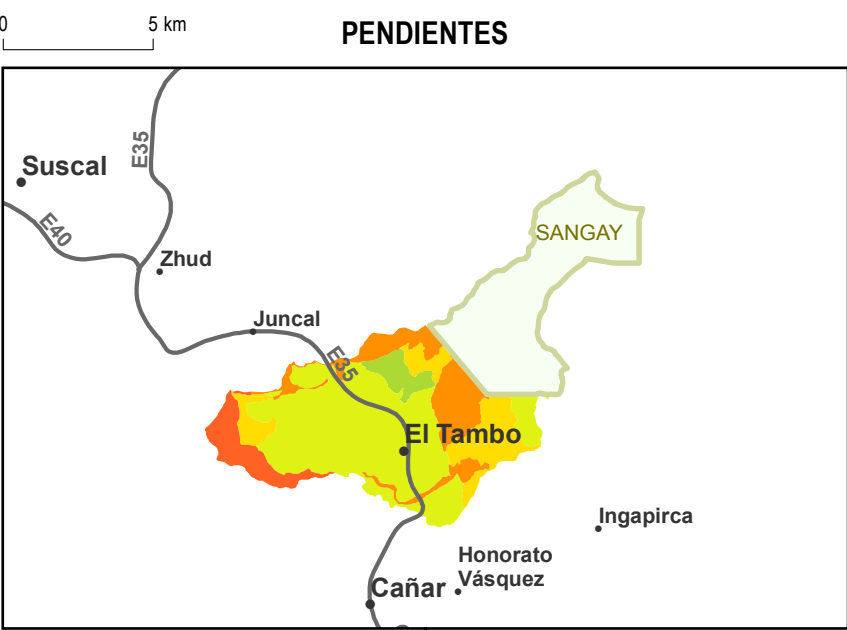 0
5 km
PENDIENTES
Suscal
E35
E40
Zhud
SANGAY
Juncal
E35
El Tambo
Ingapirca
Honorato
Vásquez
Cañar